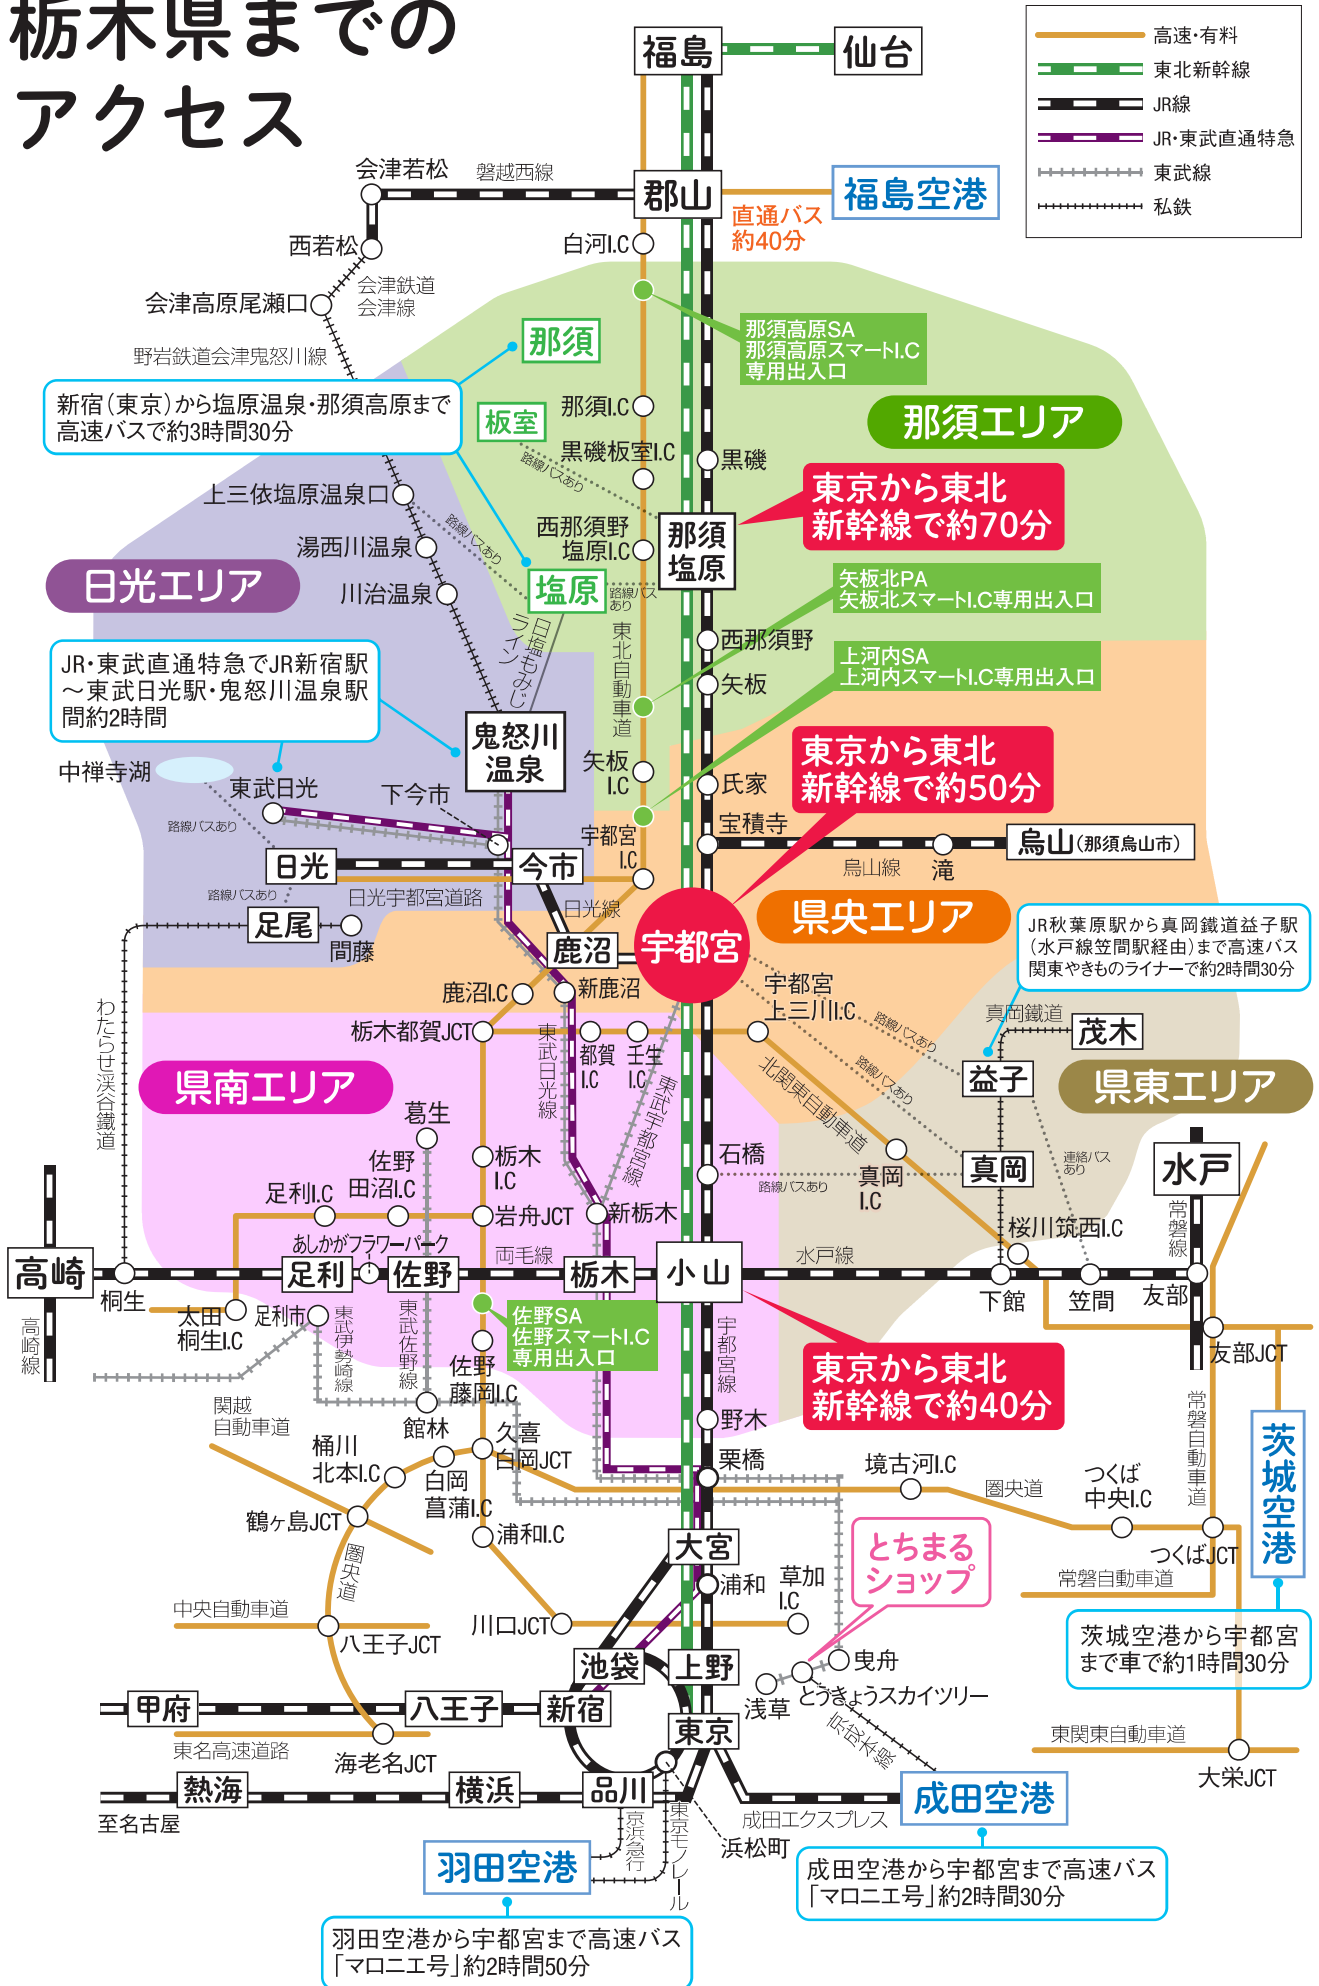 栃木県までの
アクセス
高速・有料
東北新幹線
JR線
JR・東武直通特急
東武線
私鉄
福島
仙台
会津若松
磐越西線
郡山
福島空港
直通バス
約40分
白河I.C
西若松
会津鉄道
会津線
会津高原尾瀬口
野岩鉄道会津鬼怒川線
那須高原SA
那須高原スマートI.C
専用出入口
那須
新宿（東京）から塩原温泉・那須高原まで
高速バスで約3時間30分
那須I.C
板室
路線バスあり
黒磯板室I.C
黒磯
那須エリア
東京から東北
新幹線で約70分
上三依塩原温泉口
路線バスあり
西那須野
塩原I.C
那須
塩原
湯西川温泉
日光エリア
川治温泉
塩原
路線バス
あり
矢板北PA
矢板北スマートI.C専用出入口
日塩もみじ
ライン
東北自動車道
西那須野
上河内SA
上河内スマートI.C専用出入口
JR・東武直通特急でJR新宿駅
～東武日光駅・鬼怒川温泉駅
間約2時間
矢板
鬼怒川
温泉
東京から東北
新幹線で約50分
中禅寺湖
矢板
I.C
氏家
東武日光
下今市
路線バスあり
宇都宮
I.C
宝積寺
烏山（那須烏山市）
烏山線
滝
日光
今市
路線バスあり
日光宇都宮道路
日光線
足尾
間藤
鹿沼
宇都宮
県央エリア
JR秋葉原駅から真岡鐵道益子駅
（水戸線笠間駅経由）まで高速バス
関東やきものライナーで約2時間30分
鹿沼I.C
新鹿沼
宇都宮
上三川I.C
路線バスあり
真岡鐵道
茂木
わたらせ渓谷鐵道
栃木都賀JCT
東武日光線
都賀
I.C
壬生
I.C
東武宇都宮線
北関東自動車道
路線バスあり
益子
県南エリア
県東エリア
葛生
佐野
田沼I.C
栃木
I.C
石橋
路線バスあり
真岡
I.C
真岡
連絡バス
あり
水戸
足利I.C
岩舟JCT
新栃木
桜川筑西I.C
常磐線
あしかがフラワーパーク
高崎
桐生
足利
佐野
両毛線
栃木
小山
水戸線
下館
笠間
友部
太田
桐生I.C
足利市
東武伊勢崎線
東武佐野線
佐野SA
佐野スマートI.C
専用出入口
宇都宮線
高崎線
友部JCT
佐野
藤岡I.C
東京から東北
新幹線で約40分
関越
自動車道
館林
野木
常磐自動車道
茨城空港
桶川
北本I.C
久喜
白岡JCT
白岡
菖蒲I.C
栗橋
境古河I.C
圏央道
つくば
中央I.C
鶴ヶ島JCT
浦和I.C
圏央道
大宮
とちまる
ショップ
つくばJCT
常磐自動車道
浦和
草加
I.C
中央自動車道
八王子JCT
川口JCT
茨城空港から宇都宮
まで車で約1時間30分
池袋
上野
曳舟
浅草
とうきょうスカイツリー
京成本線
甲府
八王子
新宿
東京
東名高速道路
海老名JCT
東関東自動車道
大栄JCT
熱海
横浜
品川
至名古屋
成田エクスプレス
成田空港
京浜急行
東京モノレール
浜松町
羽田空港
成田空港から宇都宮まで高速バス
「マロニエ号」約2時間30分
羽田空港から宇都宮まで高速バス
「マロニエ号」約2時間50分